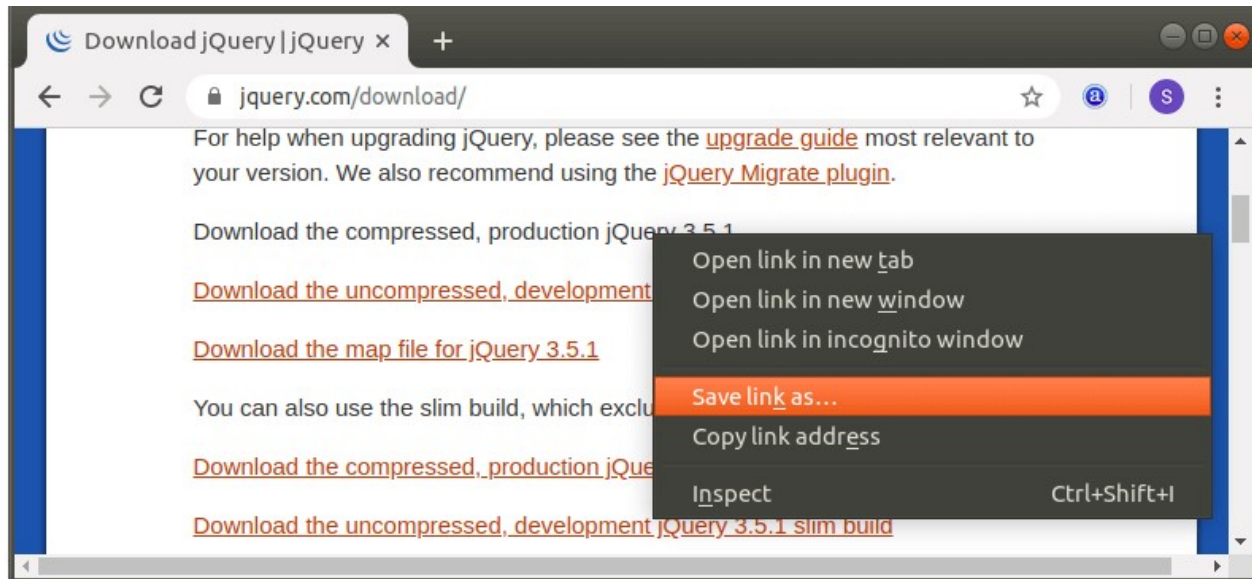 Download jQuery | jQuery
jquery.com/download/
S
For help when upgrading jQuery, please see the upgrade guide most relevant to
your version. We also recommend using the jQuery Migrate plugin.
Download the compressed, production jQuery 3.5.1
Download the uncompressed, development
Download the map file for jQuery 3.5.1
You can also use the slim build, which exclu
Download the compressed, production jQue
Download the uncompressed, development jQuery 3.5.1 slim build
Open link in new tab
Open link in new window
Open link in incognito window
Save link as...
Copy link address
Inspect Ctrl+Shift+I